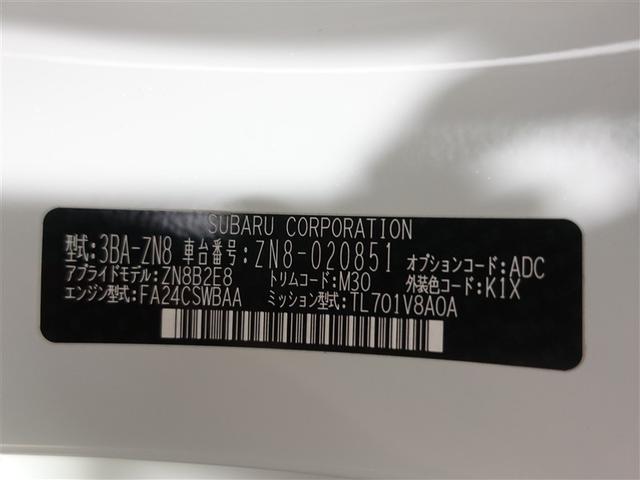 SUBARU CORPORATION
型式:3BA-ZN8 車台番号:ZN8-020851 オプションコード:ADC
アプライドモデル:ZN8B2E8 トリムコード:M30 外装色コード:K1X
エンジン型式:FA24CSWBAA ミッション型式:TL701V8A0A